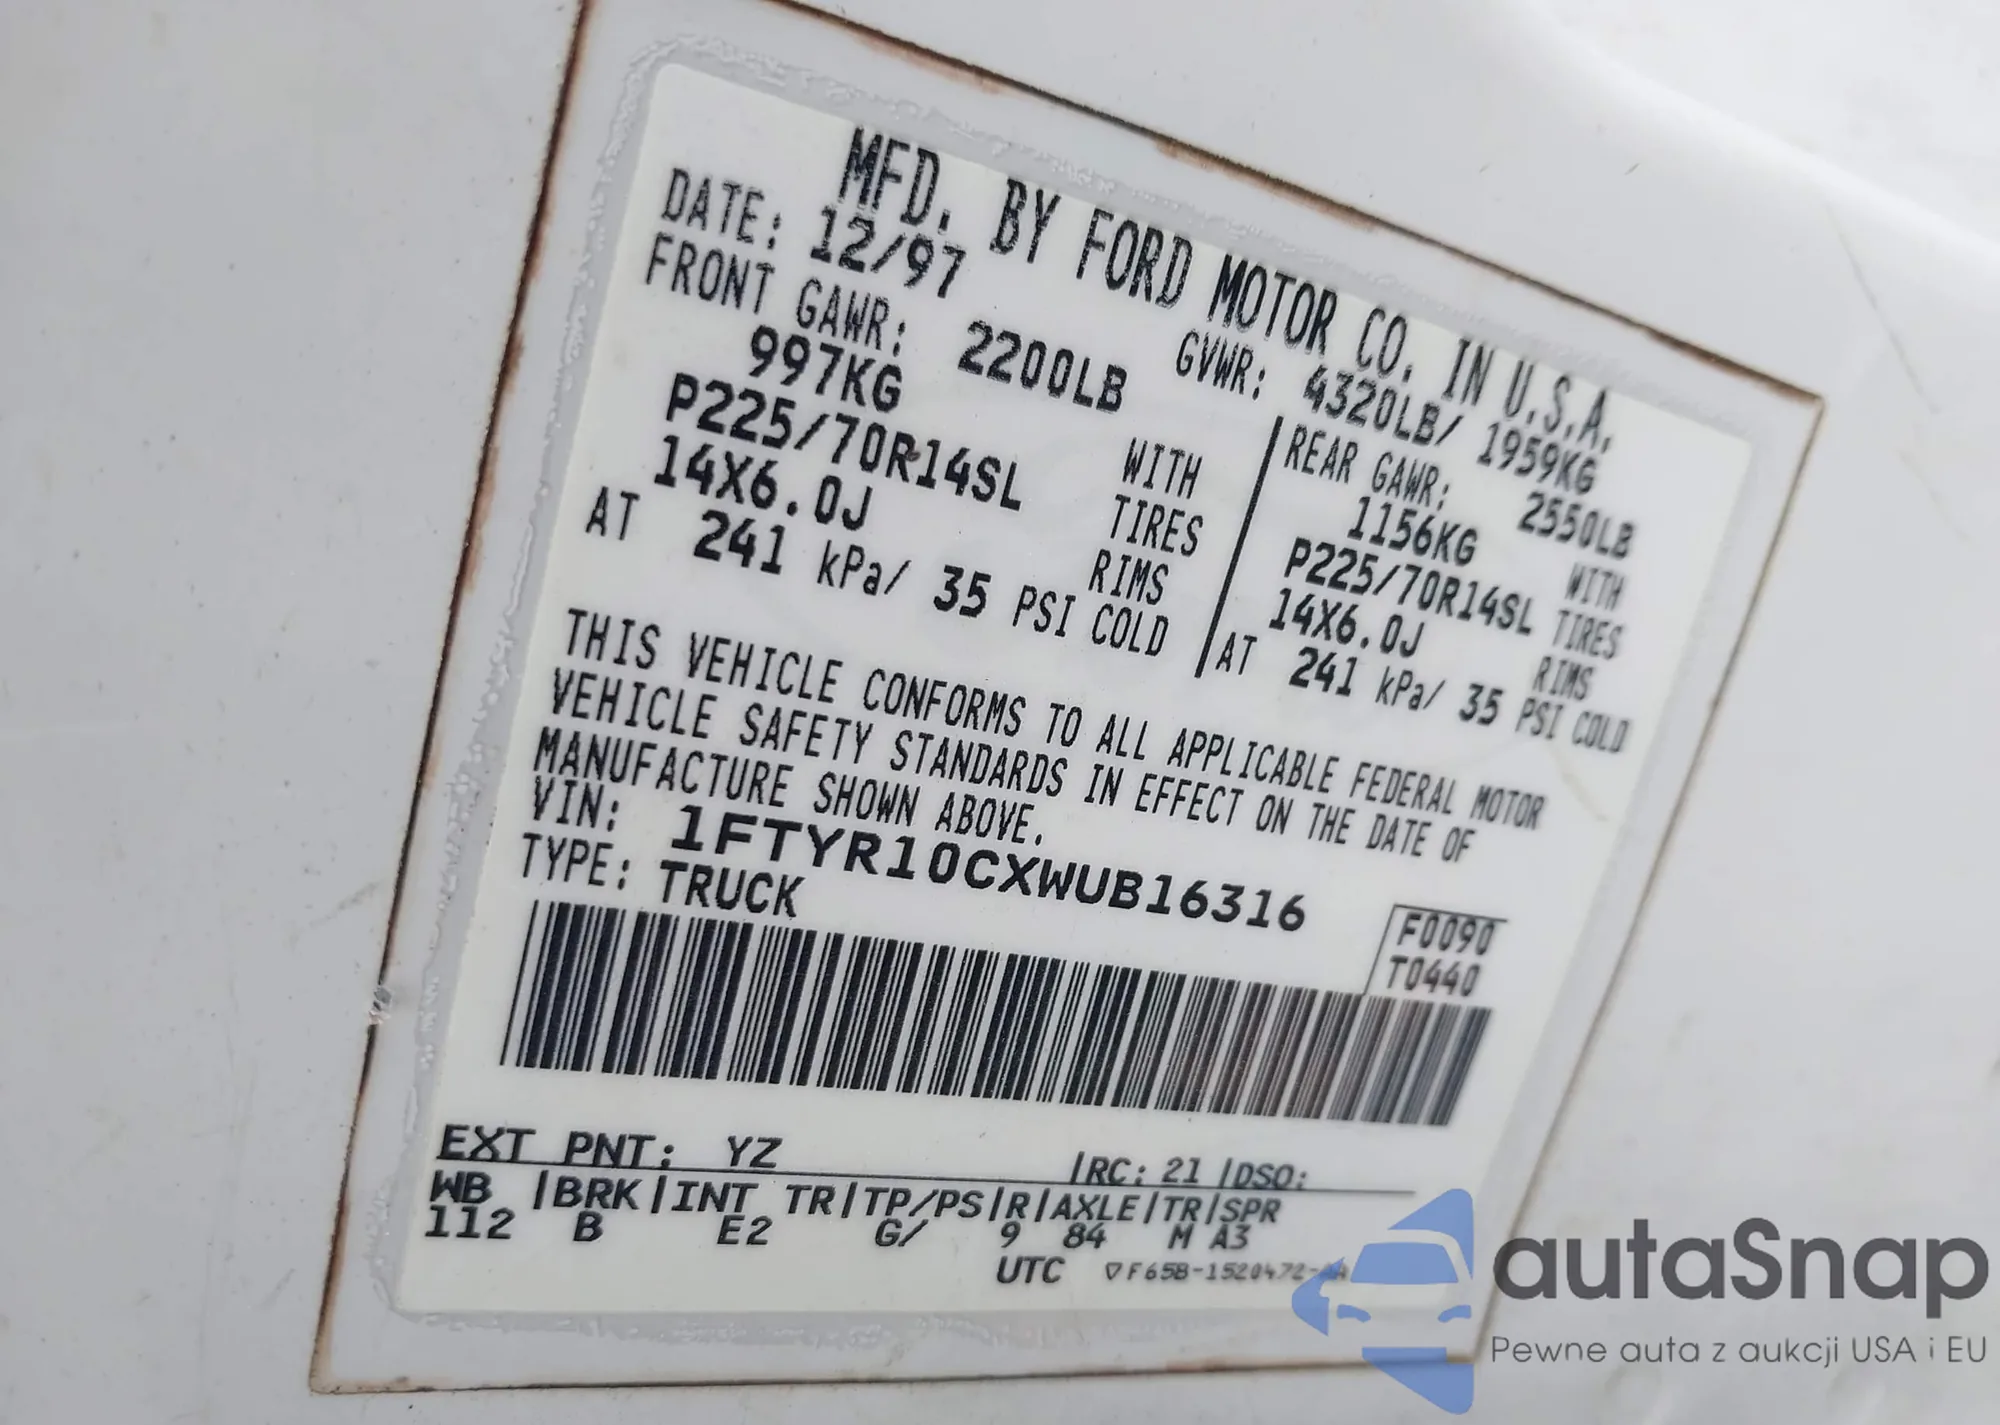 MFD. BY FORD MOTOR CO. IN U.S.A.
DATE: 12/97 GVWR: 4320LB/ 1959KG
FRONT GAWR: 2200LB REAR GAWR: 2550LB
997KG WITH 1156KG WITH
P225/70R14SL TIRES P225/70R14SL TIRES
14X6.0J RIMS 14X6.0J RIMS
AT 241 kPa/ 35 PSI COLD AT 241 kPa/ 35 PSI COLD
THIS VEHICLE CONFORMS TO ALL APPLICABLE FEDERAL MOTOR
VEHICLE SAFETY STANDARDS IN EFFECT ON THE DATE OF
MANUFACTURE SHOWN ABOVE.
VIN: 1FTYR10CXWUB16316
TYPE: TRUCK
F0090
T0440
EXT PNT: YZ |RC: 21 |DSO:
WB |BRK|INT TR|TP/PS|R|AXLE|TR|SPR
112 B E2 G/ 9 84 M A3
UTC
autaSnap
Pewne auta z aukcji USA i EU